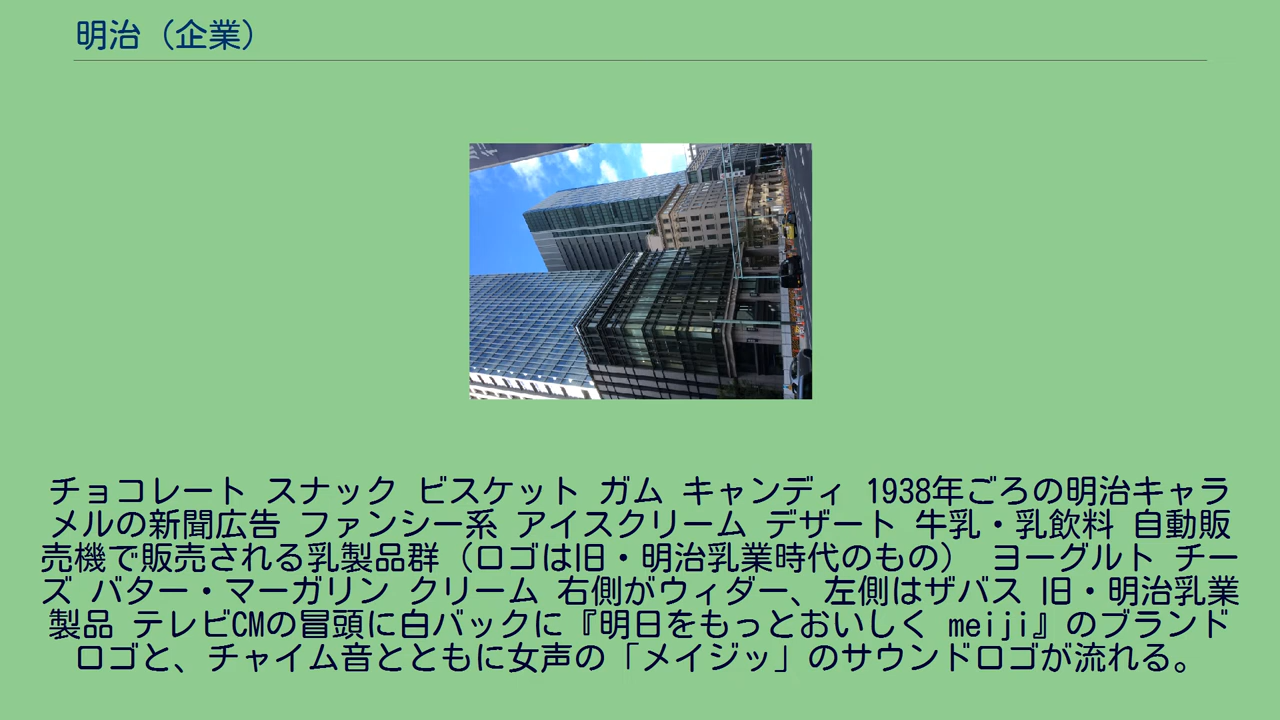 明治（企業）
チョコレート スナック ビスケット ガム キャンディ 1938年ごろの明治キャラ
メルの新聞広告 ファンシー系 アイスクリーム デザート 牛乳・乳飲料 自動販
売機で販売される乳製品群（ロゴは旧・明治乳業時代のもの） ヨーグルト チー
ズ バター・マーガリン クリーム 右側がウィダー、左側はザバス 旧・明治乳業
製品 テレビCMの冒頭に白バックに『明日をもっとおいしく meiji』のブランド
ロゴと、チャイム音とともに女声の「メイジッ」のサウンドロゴが流れる。